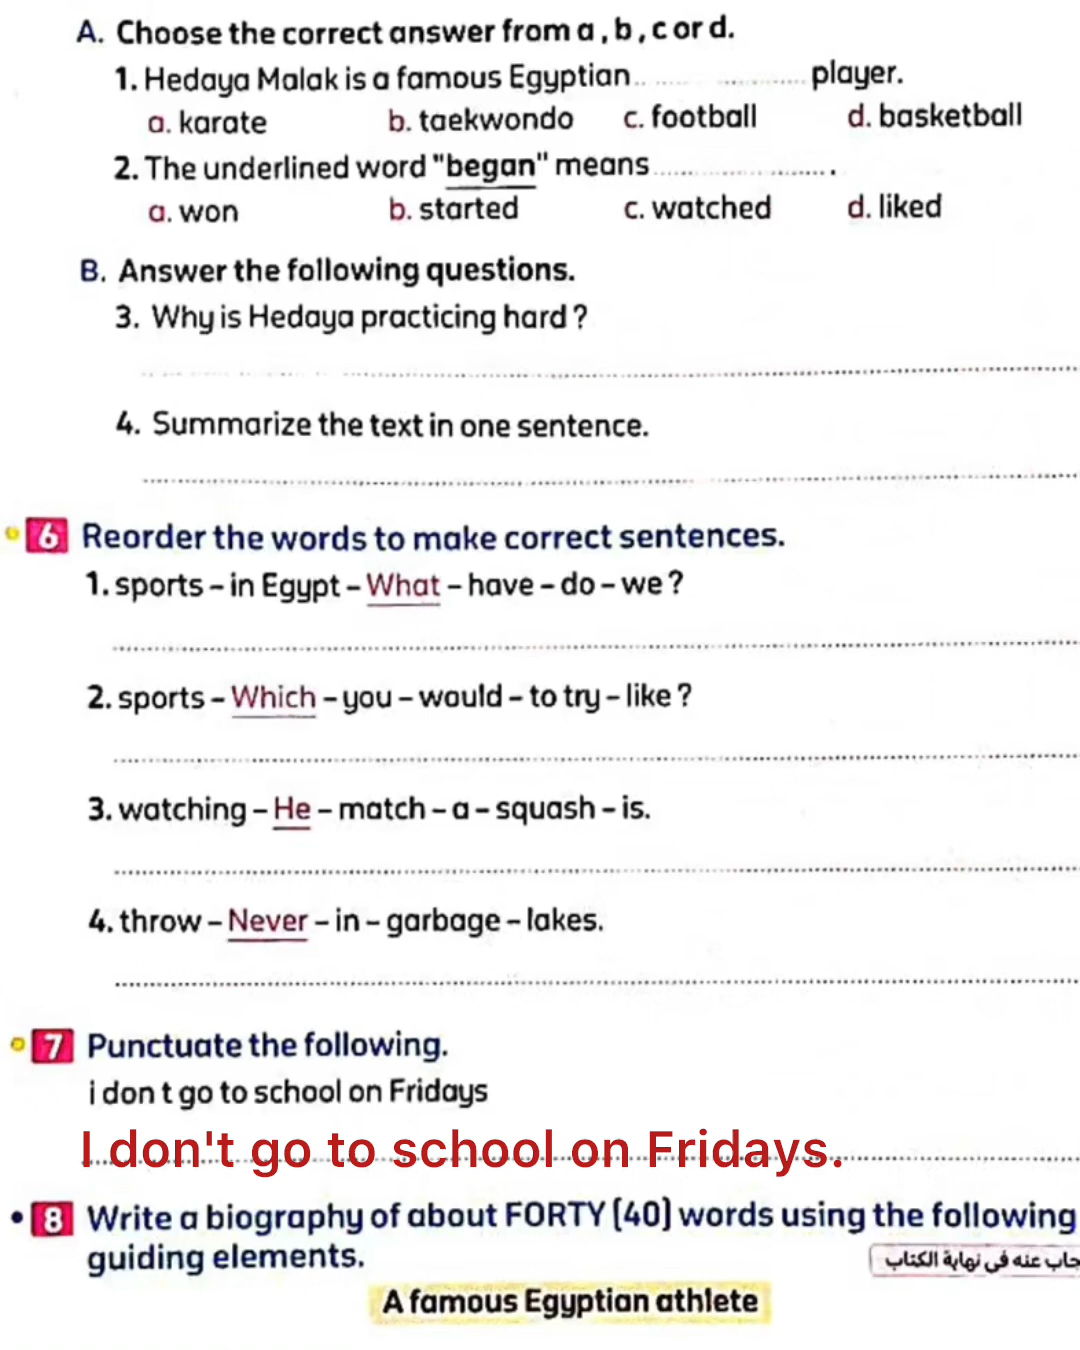 A. Choose the correct answer from a , b , c or d.
1. Hedaya Malak is a famous Egyptian .................... player.
a. karate b. taekwondo c. football d. basketball
2. The underlined word "began" means .................... .
a. won b. started c. watched d. liked
B. Answer the following questions.
3. Why is Hedaya practicing hard ?
4. Summarize the text in one sentence.
6 Reorder the words to make correct sentences.
1. sports – in Egypt – What – have – do – we ?
2. sports – Which – you – would – to try – like ?
3. watching – He – match – a – squash – is.
4. throw – Never – in – garbage – lakes.
7 Punctuate the following.
i don t go to school on Fridays
I don't go to school on Fridays.
8 Write a biography of about FORTY (40) words using the following
guiding elements.
جاب عنه في نهاية الكتاب
A famous Egyptian athlete